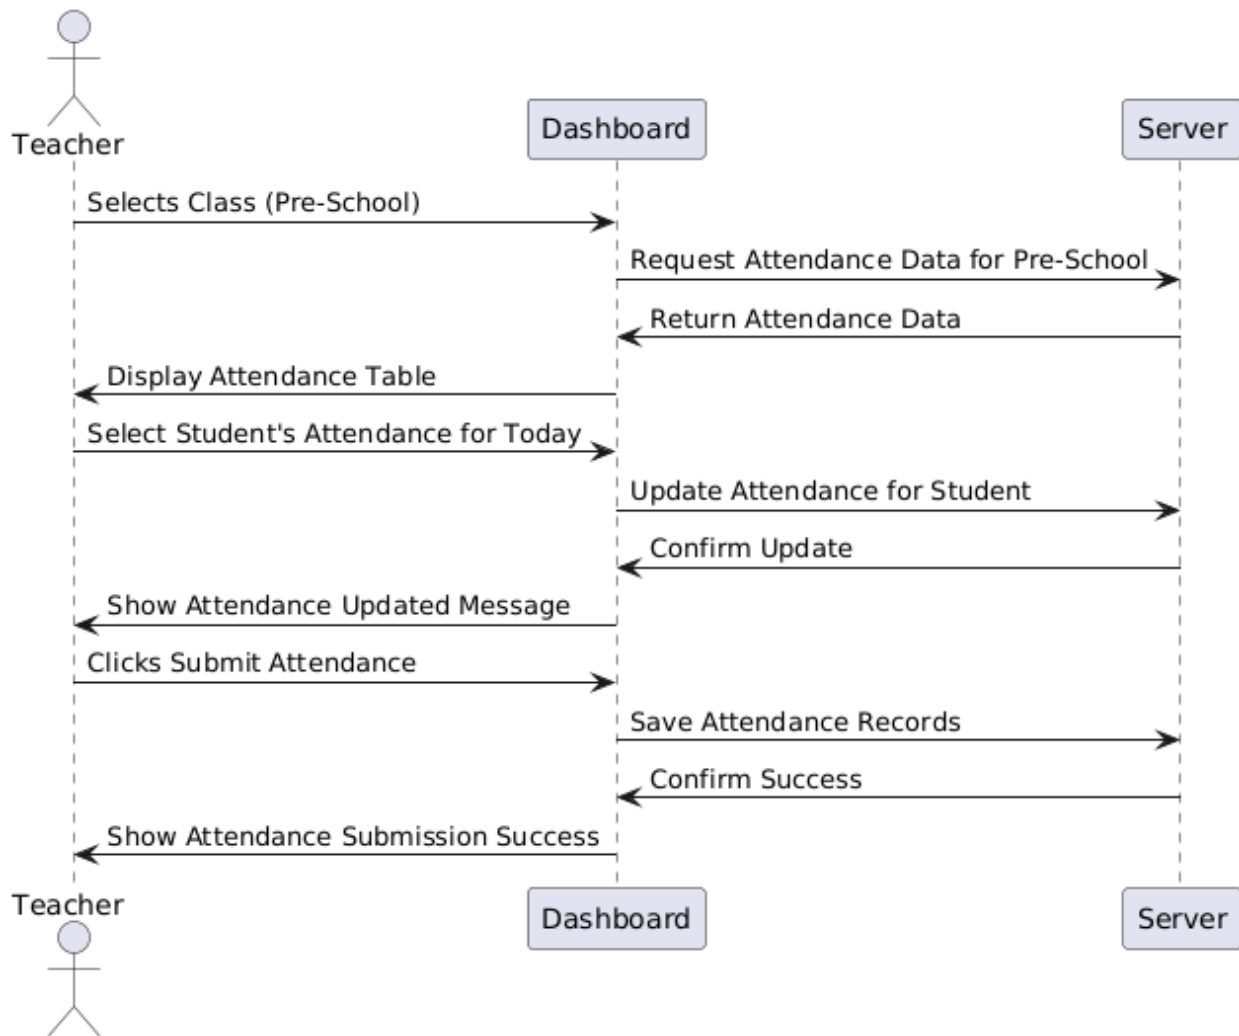 Teacher
Dashboard
Server
Selects Class (Pre-School)
Request Attendance Data for Pre-School
Return Attendance Data
Display Attendance Table
Select Student's Attendance for Today
Update Attendance for Student
Confirm Update
Show Attendance Updated Message
Clicks Submit Attendance
Save Attendance Records
Confirm Success
Show Attendance Submission Success
Teacher
Dashboard
Server